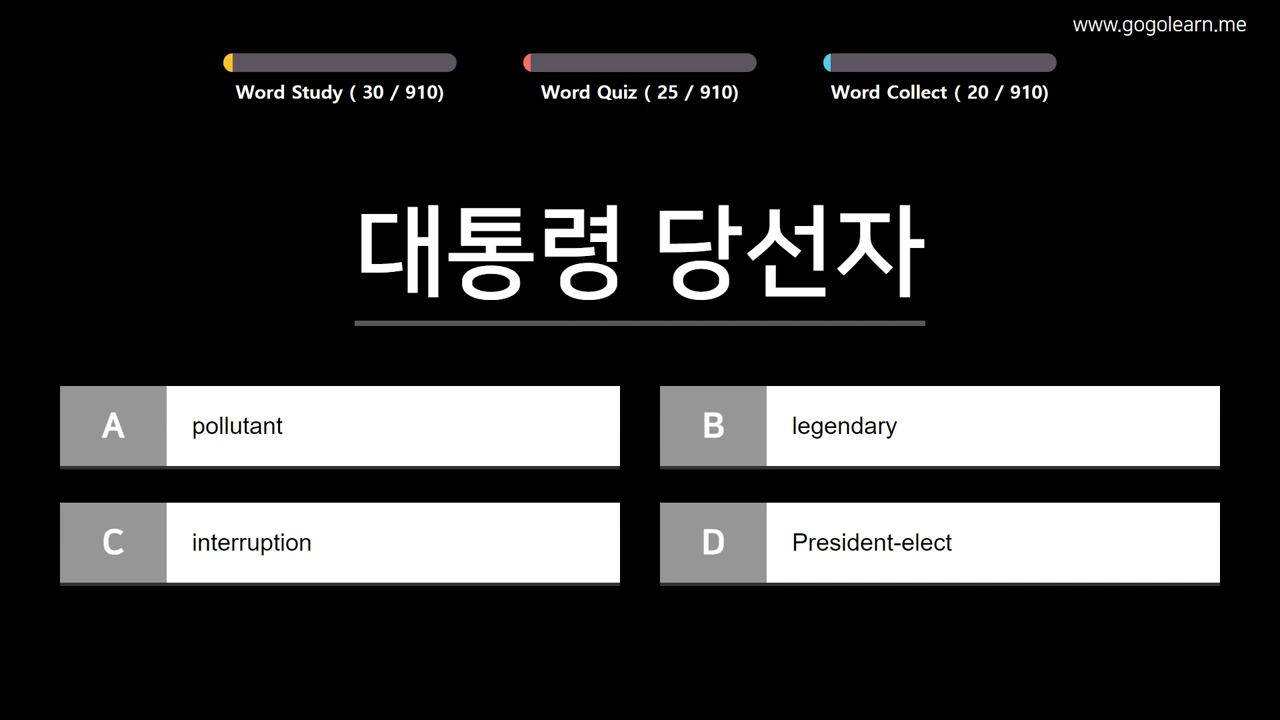 www.gogolearn.me
Word Study ( 30 / 910)
Word Quiz ( 25 / 910)
Word Collect ( 20 / 910)
대통령 당선자
A pollutant
B legendary
C interruption
D President-elect